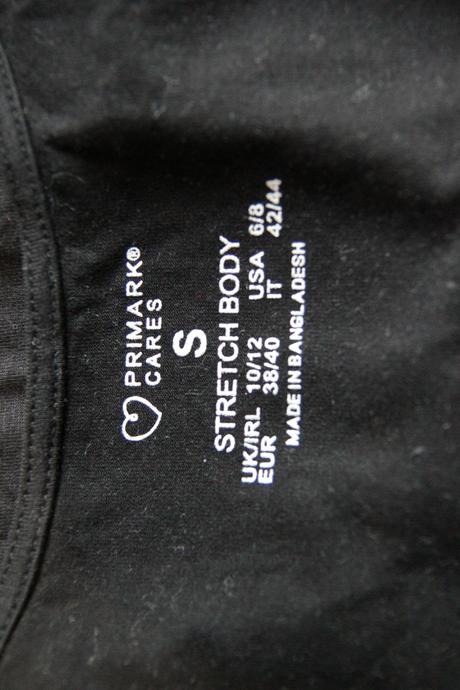 PRIMARK®
CARES
S
STRETCH BODY
UK/IRL 10/12 USA 6/8
EUR 38/40 IT 42/44
MADE IN BANGLADESH